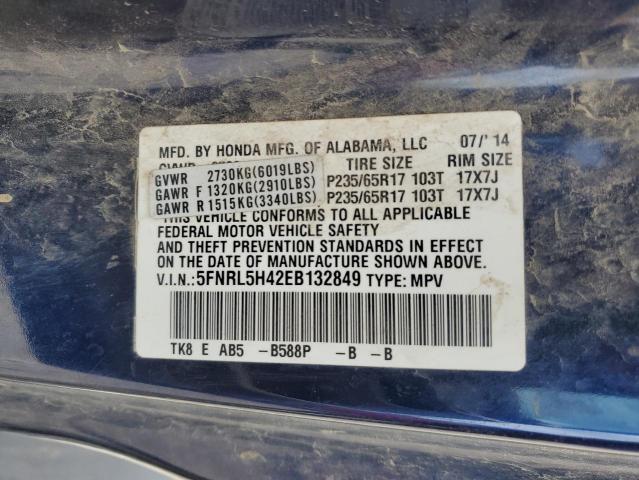 MFD. BY HONDA MFG. OF ALABAMA, LLC 07/'14
TIRE SIZE RIM SIZE
GVWR 2730KG(6019LBS)
GAWR F 1320KG(2910LBS) P235/65R17 103T 17X7J
GAWR R 1515KG(3340LBS) P235/65R17 103T 17X7J
THIS VEHICLE CONFORMS TO ALL APPLICABLE
FEDERAL MOTOR VEHICLE SAFETY
AND THEFT PREVENTION STANDARDS IN EFFECT
ON THE DATE OF MANUFACTURE SHOWN ABOVE.
V.I.N.:5FNRL5H42EB132849 TYPE: MPV
TK8 E AB5 -B588P -B -B